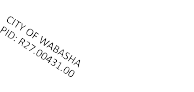 CITY OF WABASHA
PID: R27.00431.00